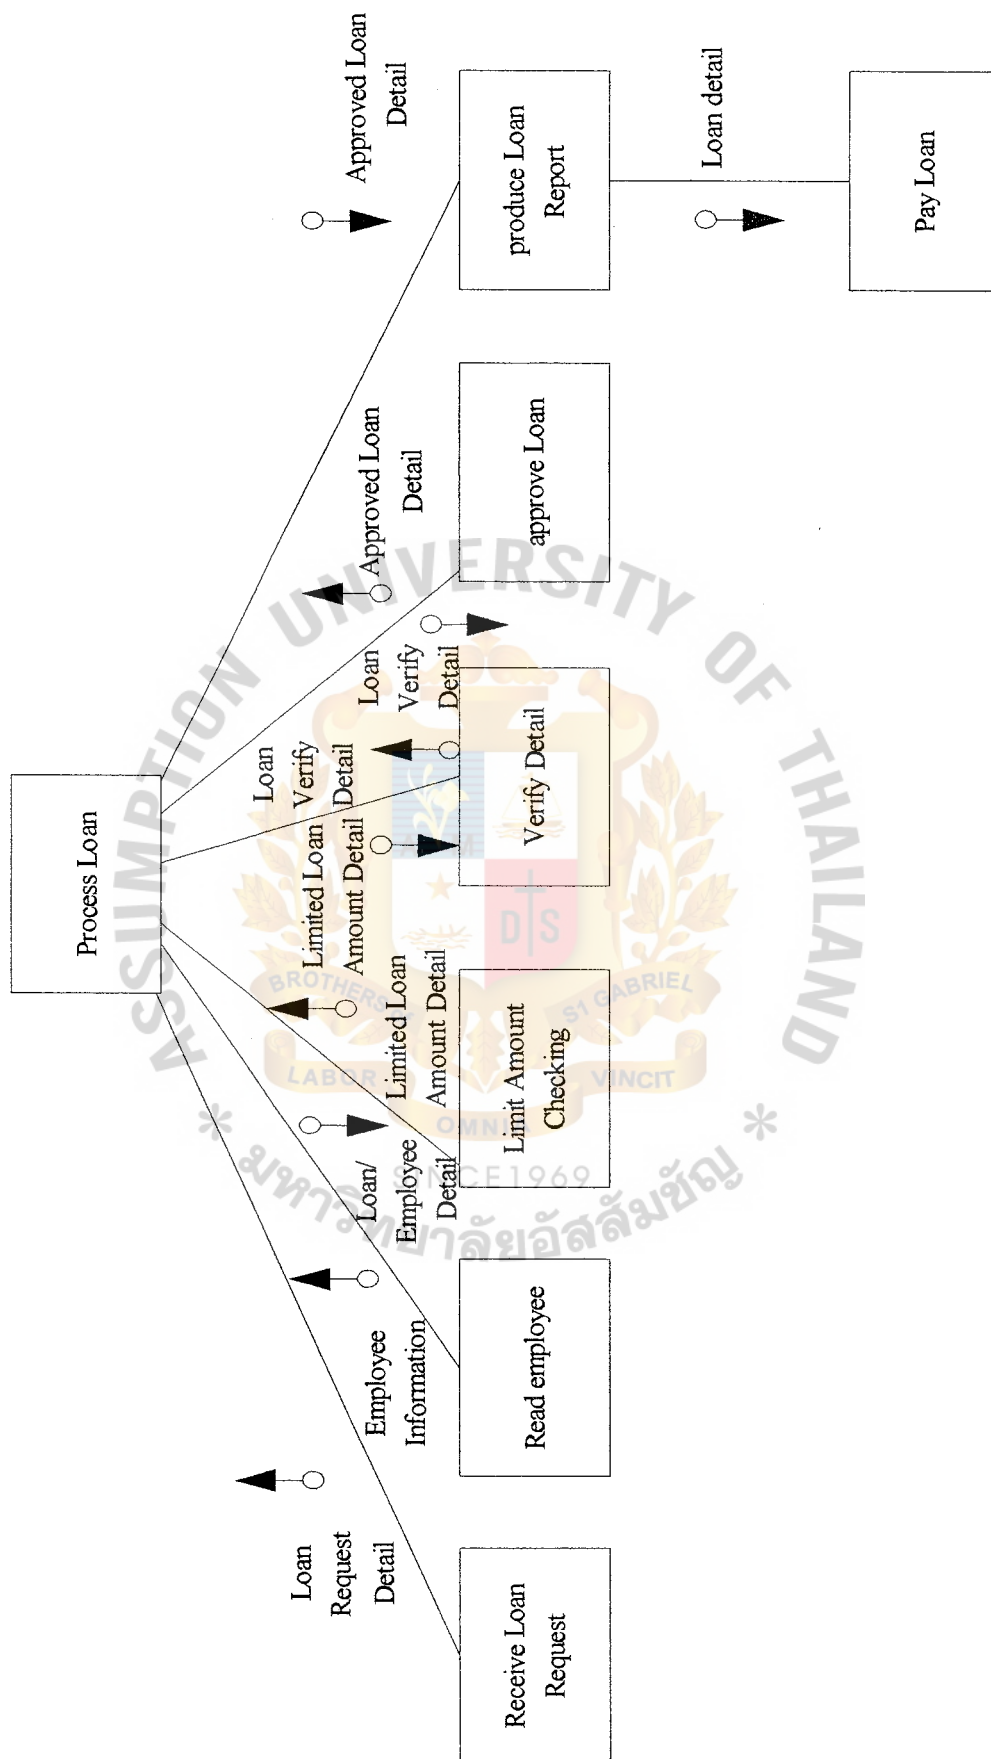 Process Loan
Loan
Request
Detail
Employee
Information
Loan/
Employee
Detail
Limited Loan
Amount Detail
Limited Loan
Amount Detail
Loan
Verify
Detail
Loan
Verify
Detail
Approved Loan
Detail
Approved Loan
Detail
Receive Loan
Request
Read employee
Limit Amount
Checking
Verify Detail
approve Loan
produce Loan
Report
Loan detail
Pay Loan
ASSUMPTION UNIVERSITY OF THAILAND
BROTHERS OF
S1 GABRIEL
LABOR
OMNIA
VINCIT
D S
SINCE1969
* มหาวิทยาลัยอัสสัมชัญ *